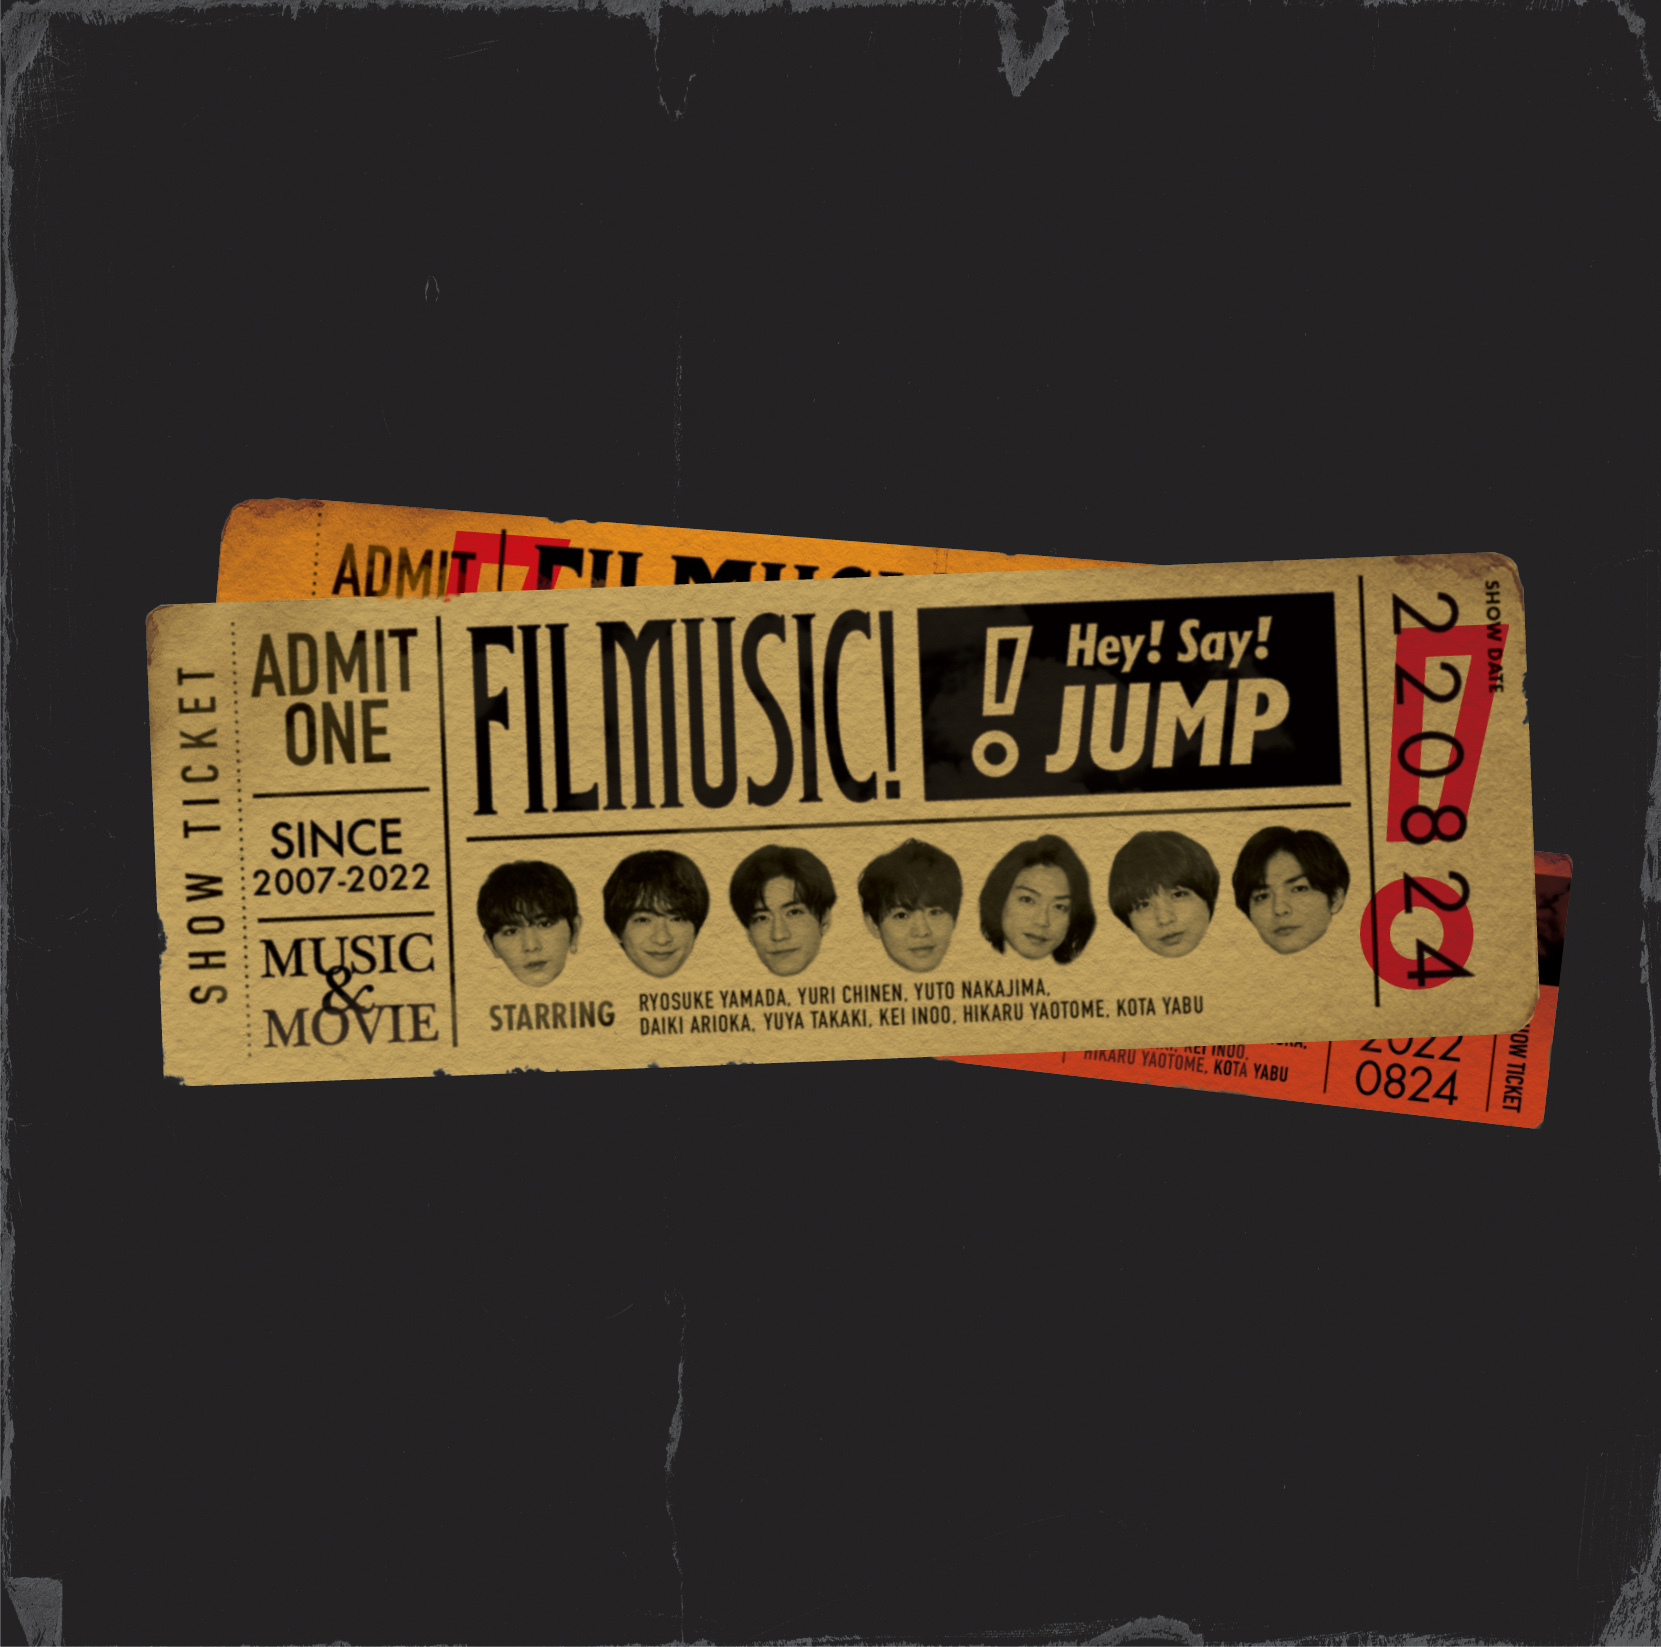 ADMIT
SHOW TICKET
ADMIT
ONE
SINCE
2007-2022
MUSIC
&
MOVIE
FILMUSIC!
! Hey! Say!
JUMP
STARRING
RYOSUKE YAMADA, YURI CHINEN, YUTO NAKAJIMA,
DAIKI ARIOKA, YUYA TAKAKI, KEI INOO, HIKARU YAOTOME, KOTA YABU
SHOW DATE
220824
!
KEI INOO,
HIKARU YAOTOME, KOTA YABU
2022
0824
TICKET